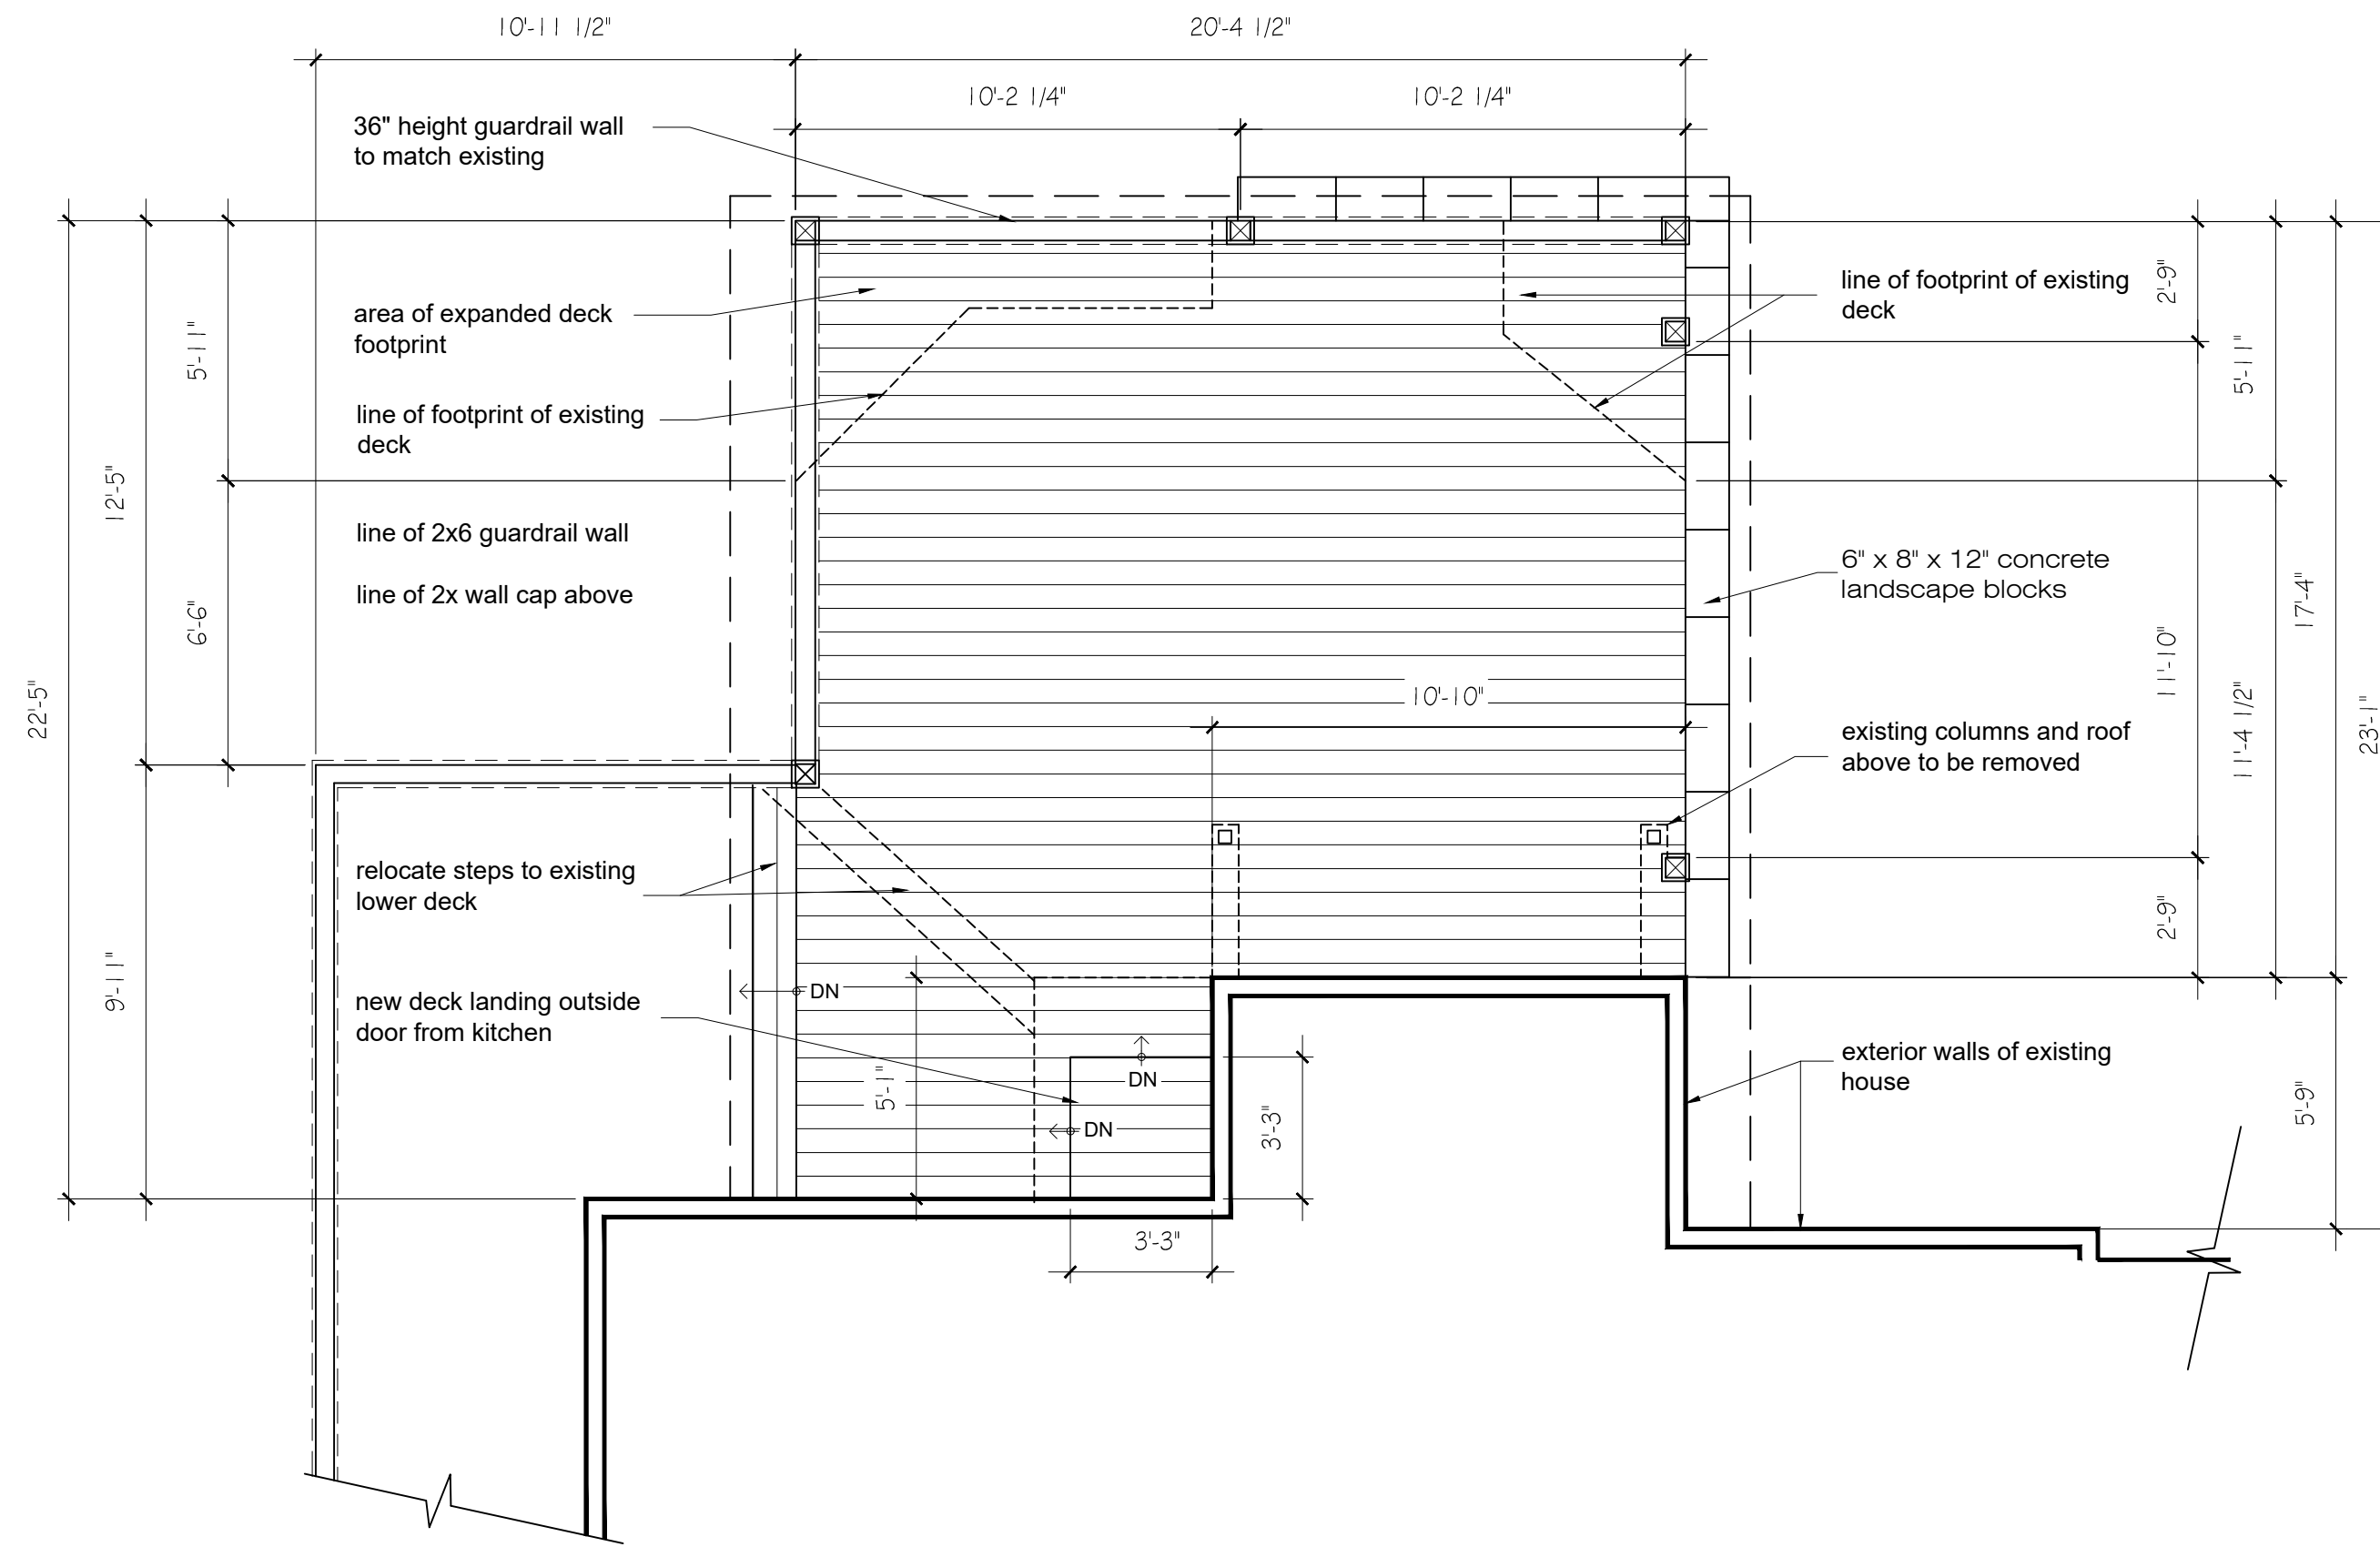 10'-11 1/2"
20'-4 1/2"
10'-2 1/4"
10'-2 1/4"
36" height guardrail wall
to match existing
area of expanded deck
footprint
line of footprint of existing
deck
line of 2x6 guardrail wall
line of 2x wall cap above
relocate steps to existing
lower deck
new deck landing outside
door from kitchen
22'-5"
12'-5"
9'-11"
5'-11"
6'-6"
10'-10"
DN
DN
DN
5'-1"
3'-3"
3'-3"
line of footprint of existing
deck
6" x 8" x 12" concrete
landscape blocks
existing columns and roof
above to be removed
exterior walls of existing
house
2'-9"
11'-10"
2'-9"
5'-11"
11'-4 1/2"
17'-4"
5'-9"
23'-1"